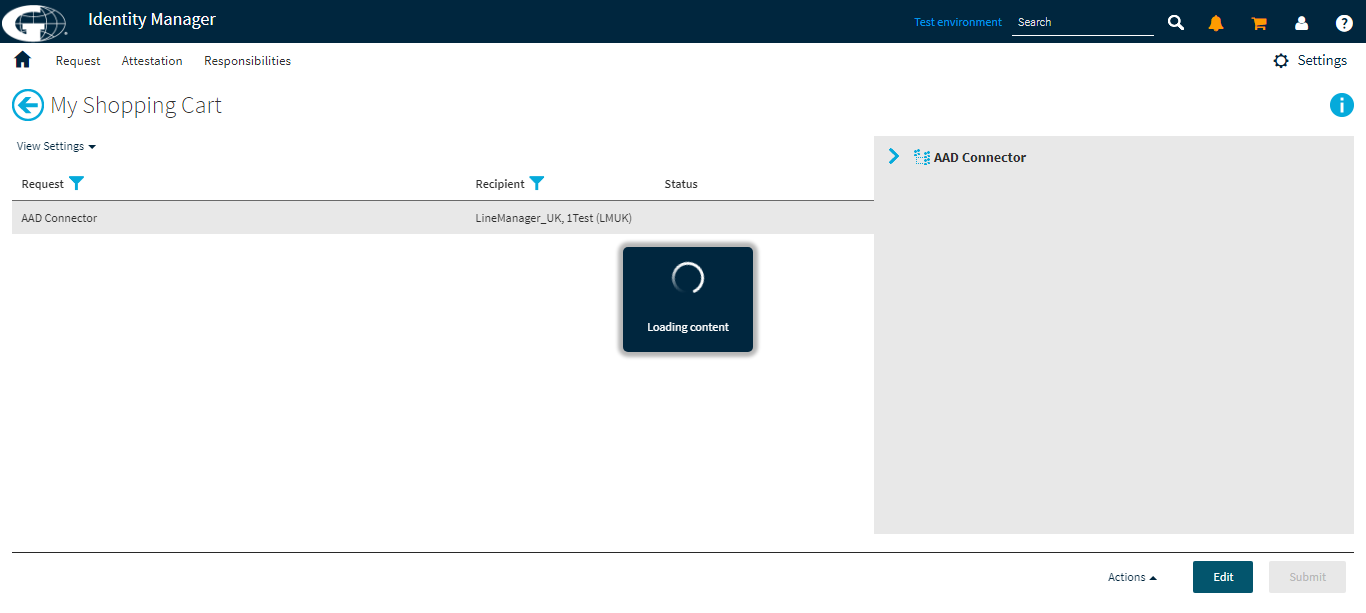 Identity Manager
Test environment
Search
Request Attestation Responsibilities
Settings
My Shopping Cart
View Settings
AAD Connector
Request Recipient Status
AAD Connector LineManager_UK, 1Test (LMUK)
Loading content
Actions Edit Submit